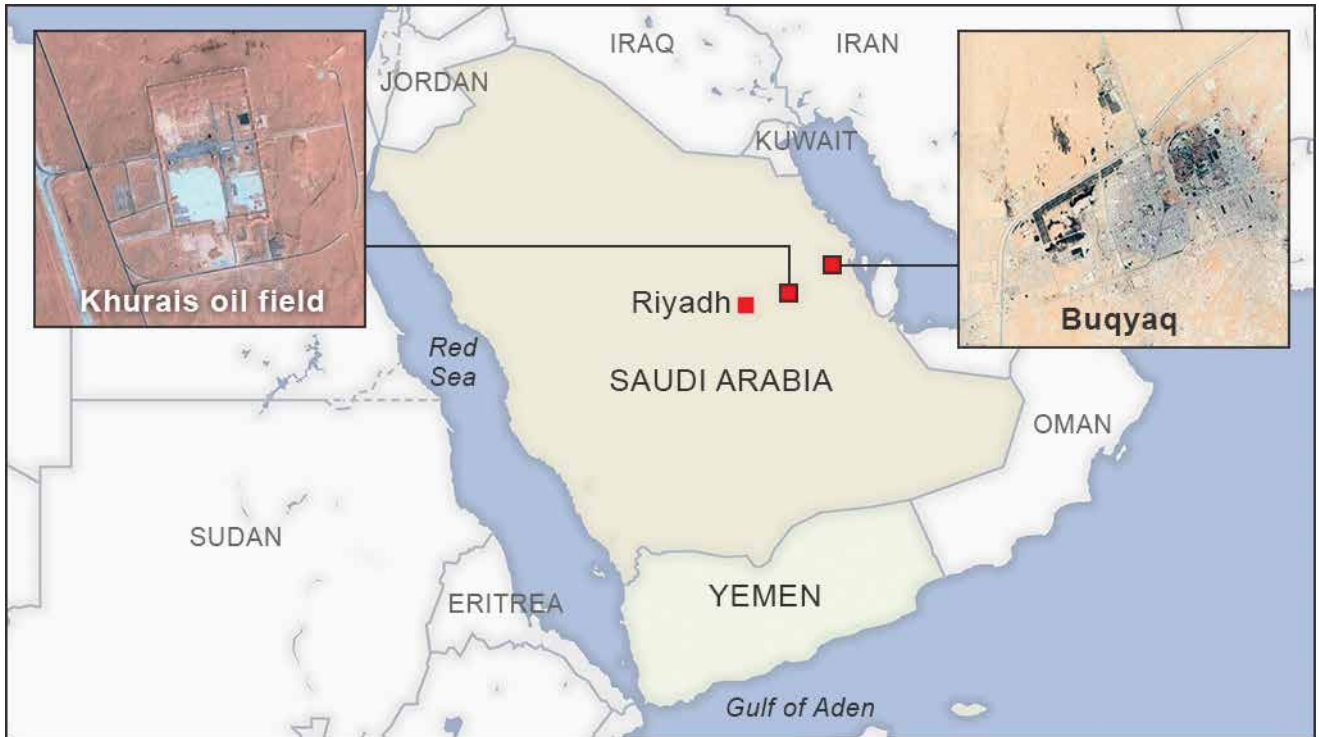 IRAQ
IRAN
JORDAN
KUWAIT
Khurais oil field
Buqyaq
Riyadh
Red
Sea
SAUDI ARABIA
OMAN
SUDAN
ERITREA
YEMEN
Gulf of Aden